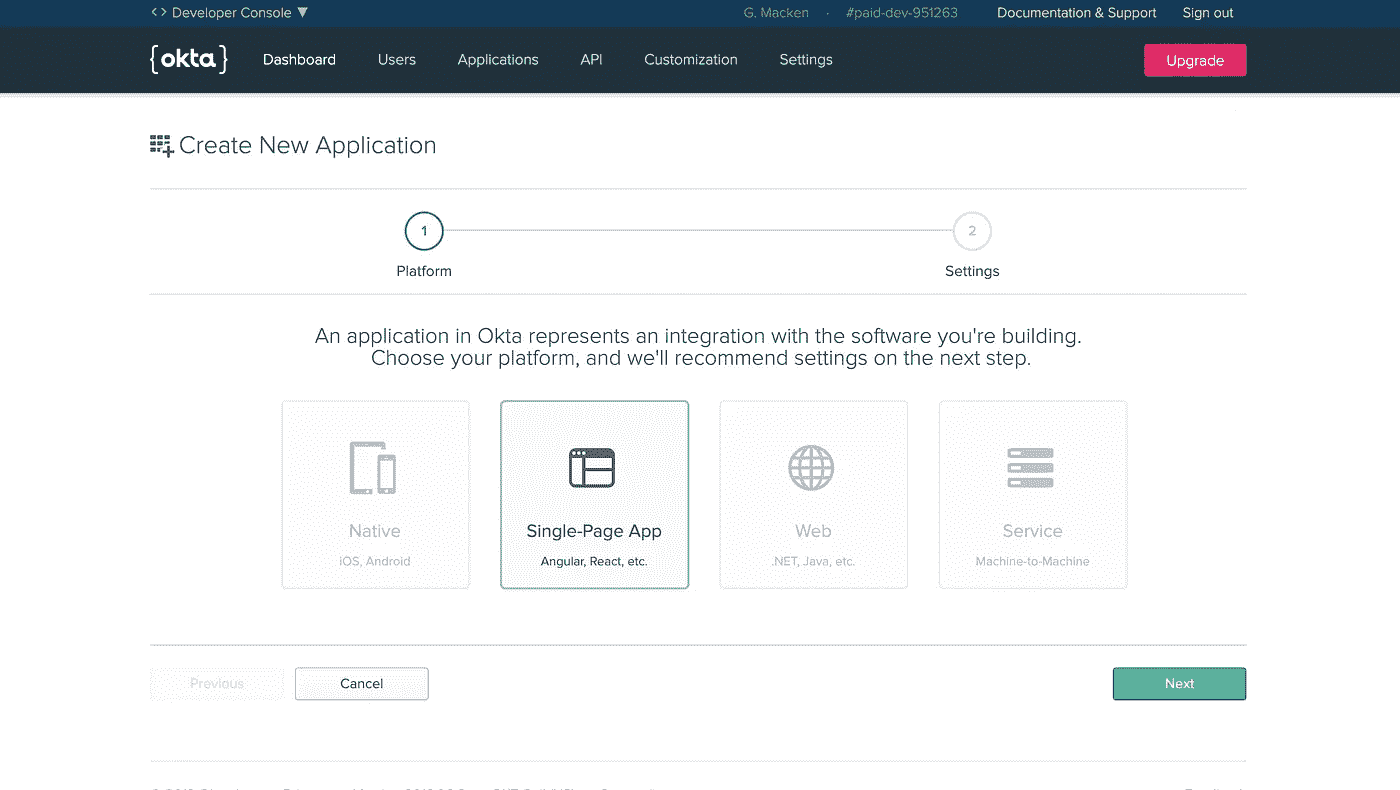 <> Developer Console ▼ G. Macken · #paid-dev-951263 Documentation & Support Sign out
{okta} Dashboard Users Applications API Customization Settings Upgrade
Create New Application
1 2
Platform Settings
An application in Okta represents an integration with the software you're building.
Choose your platform, and we'll recommend settings on the next step.
Native Single-Page App Web Service
iOS, Android Angular, React, etc. .NET, Java, etc. Machine-to-Machine
Previous Cancel Next